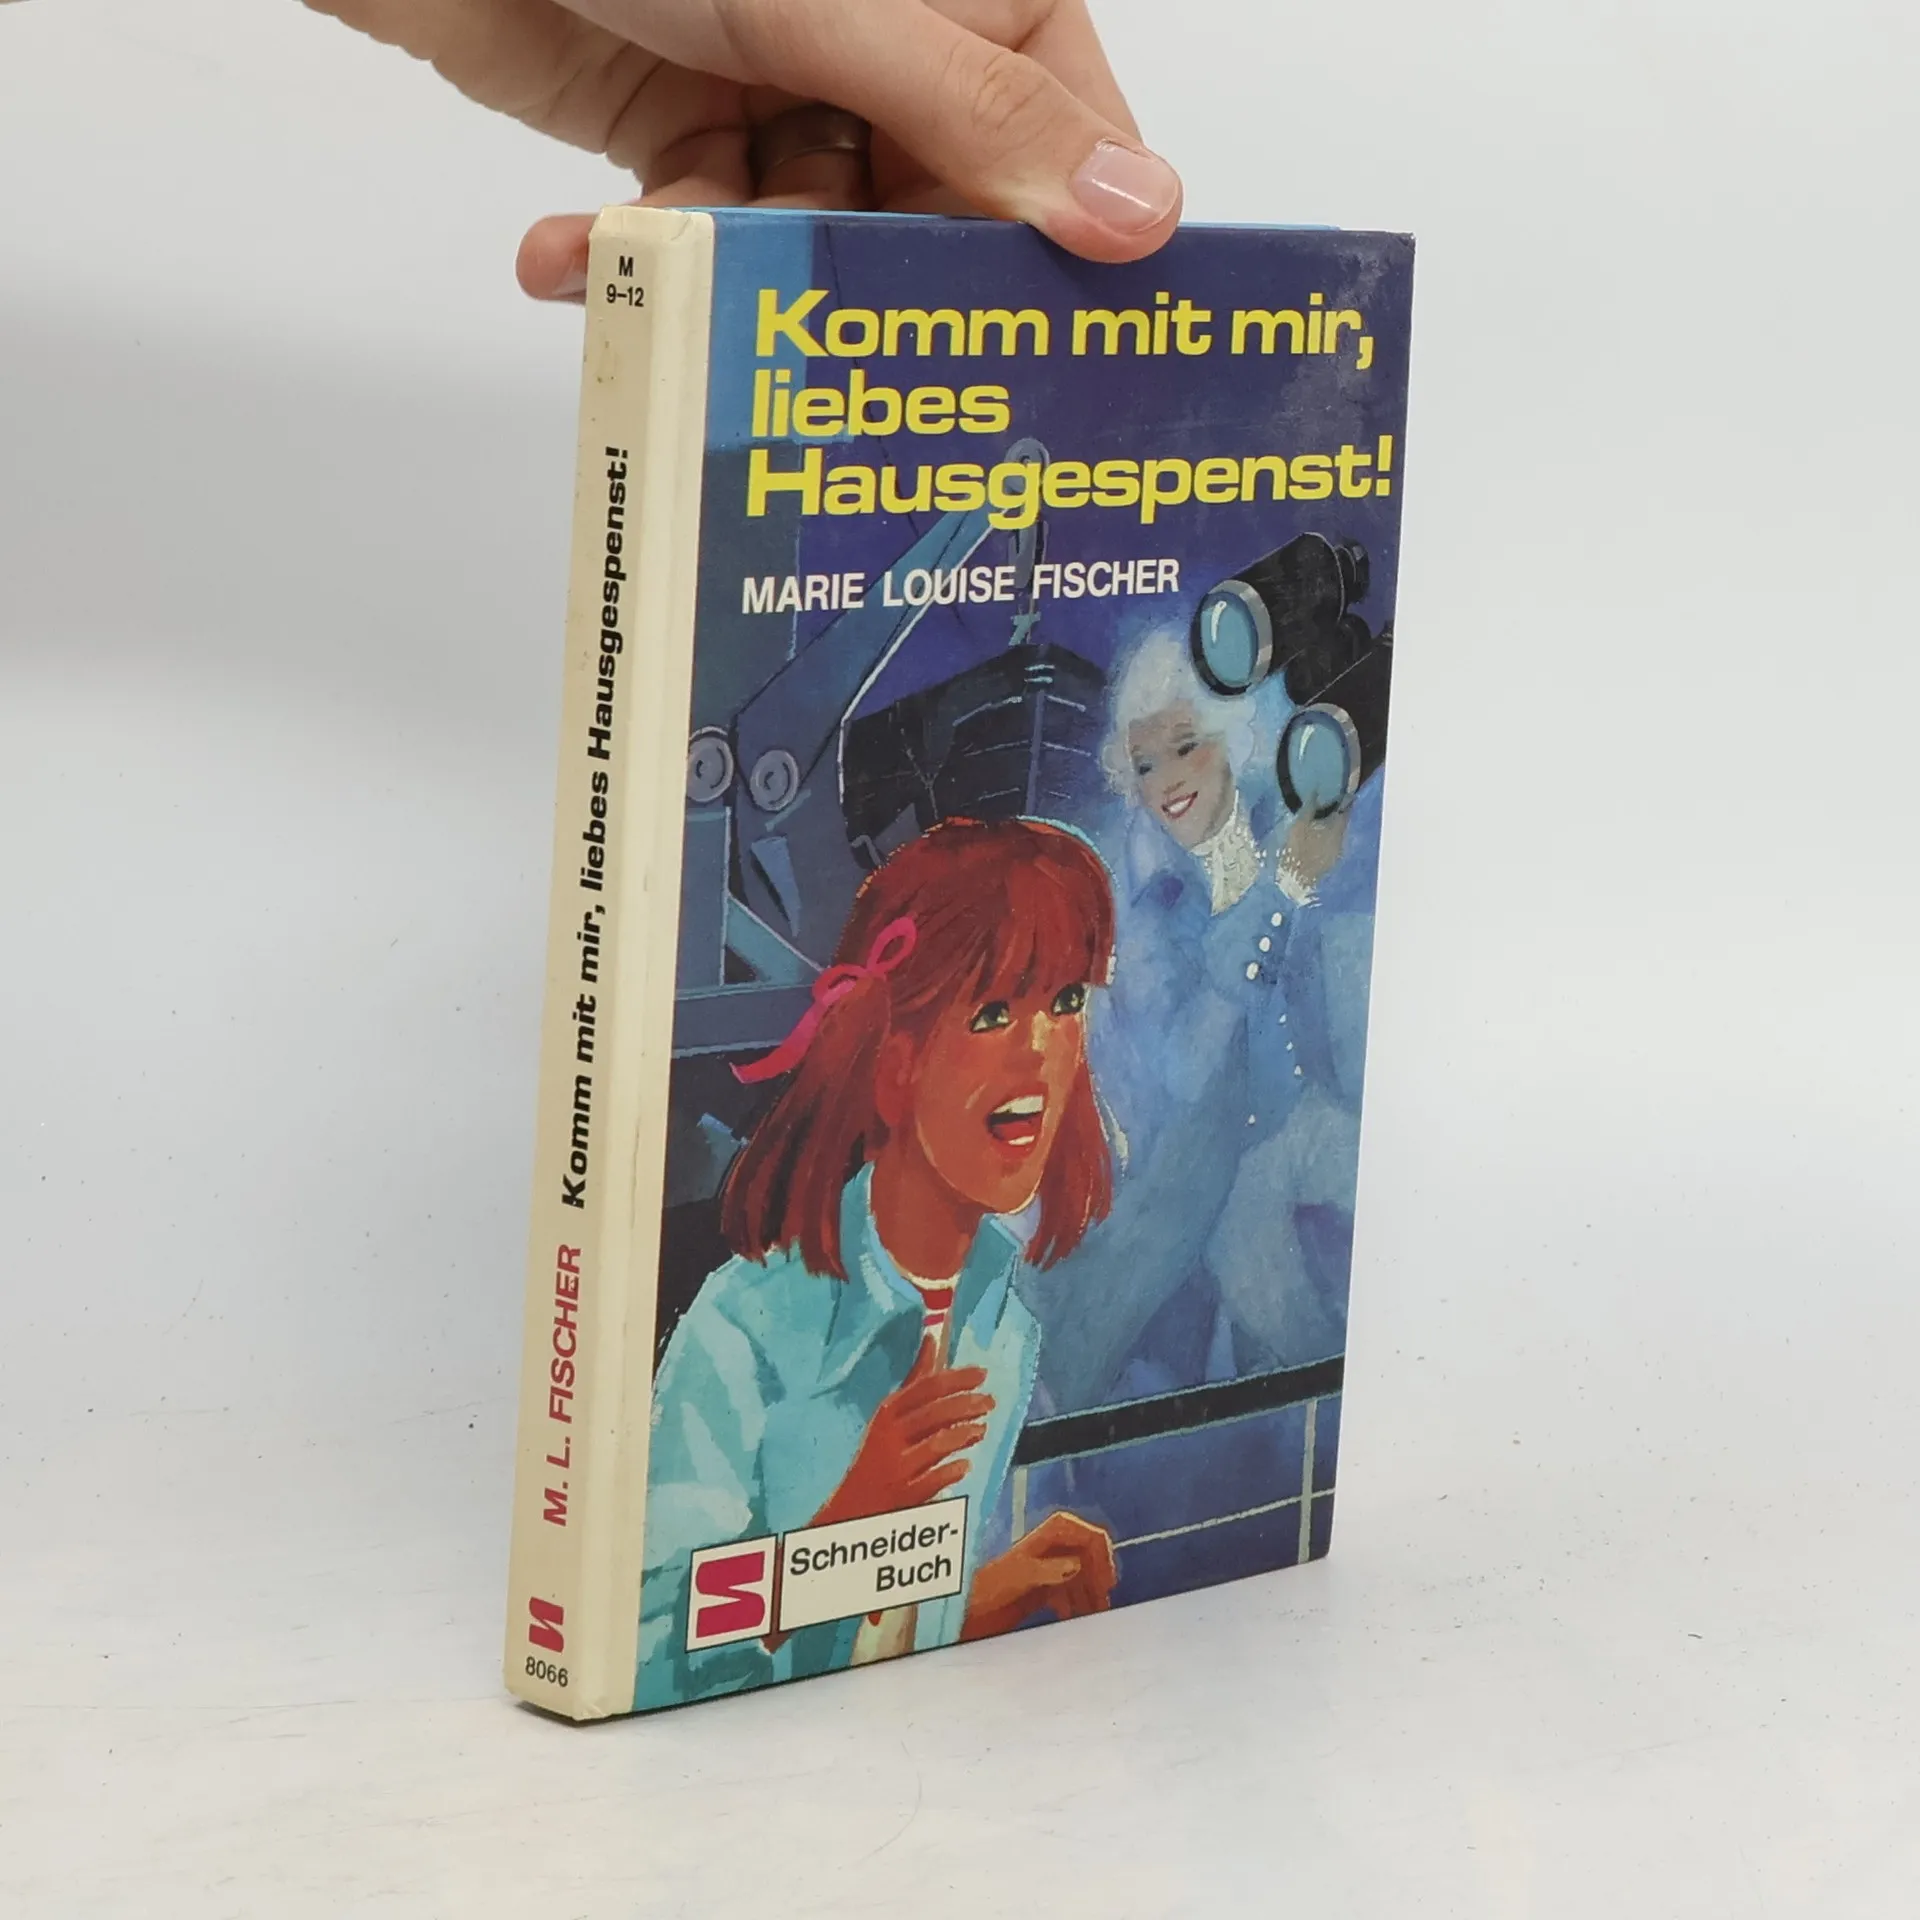 M
9–12
Komm mit mir, liebes Hausgespenst!
M. L. FISCHER
8066
Komm mit mir,
liebes
Hausgespenst!
MARIE LOUISE FISCHER
Schneider-
Buch